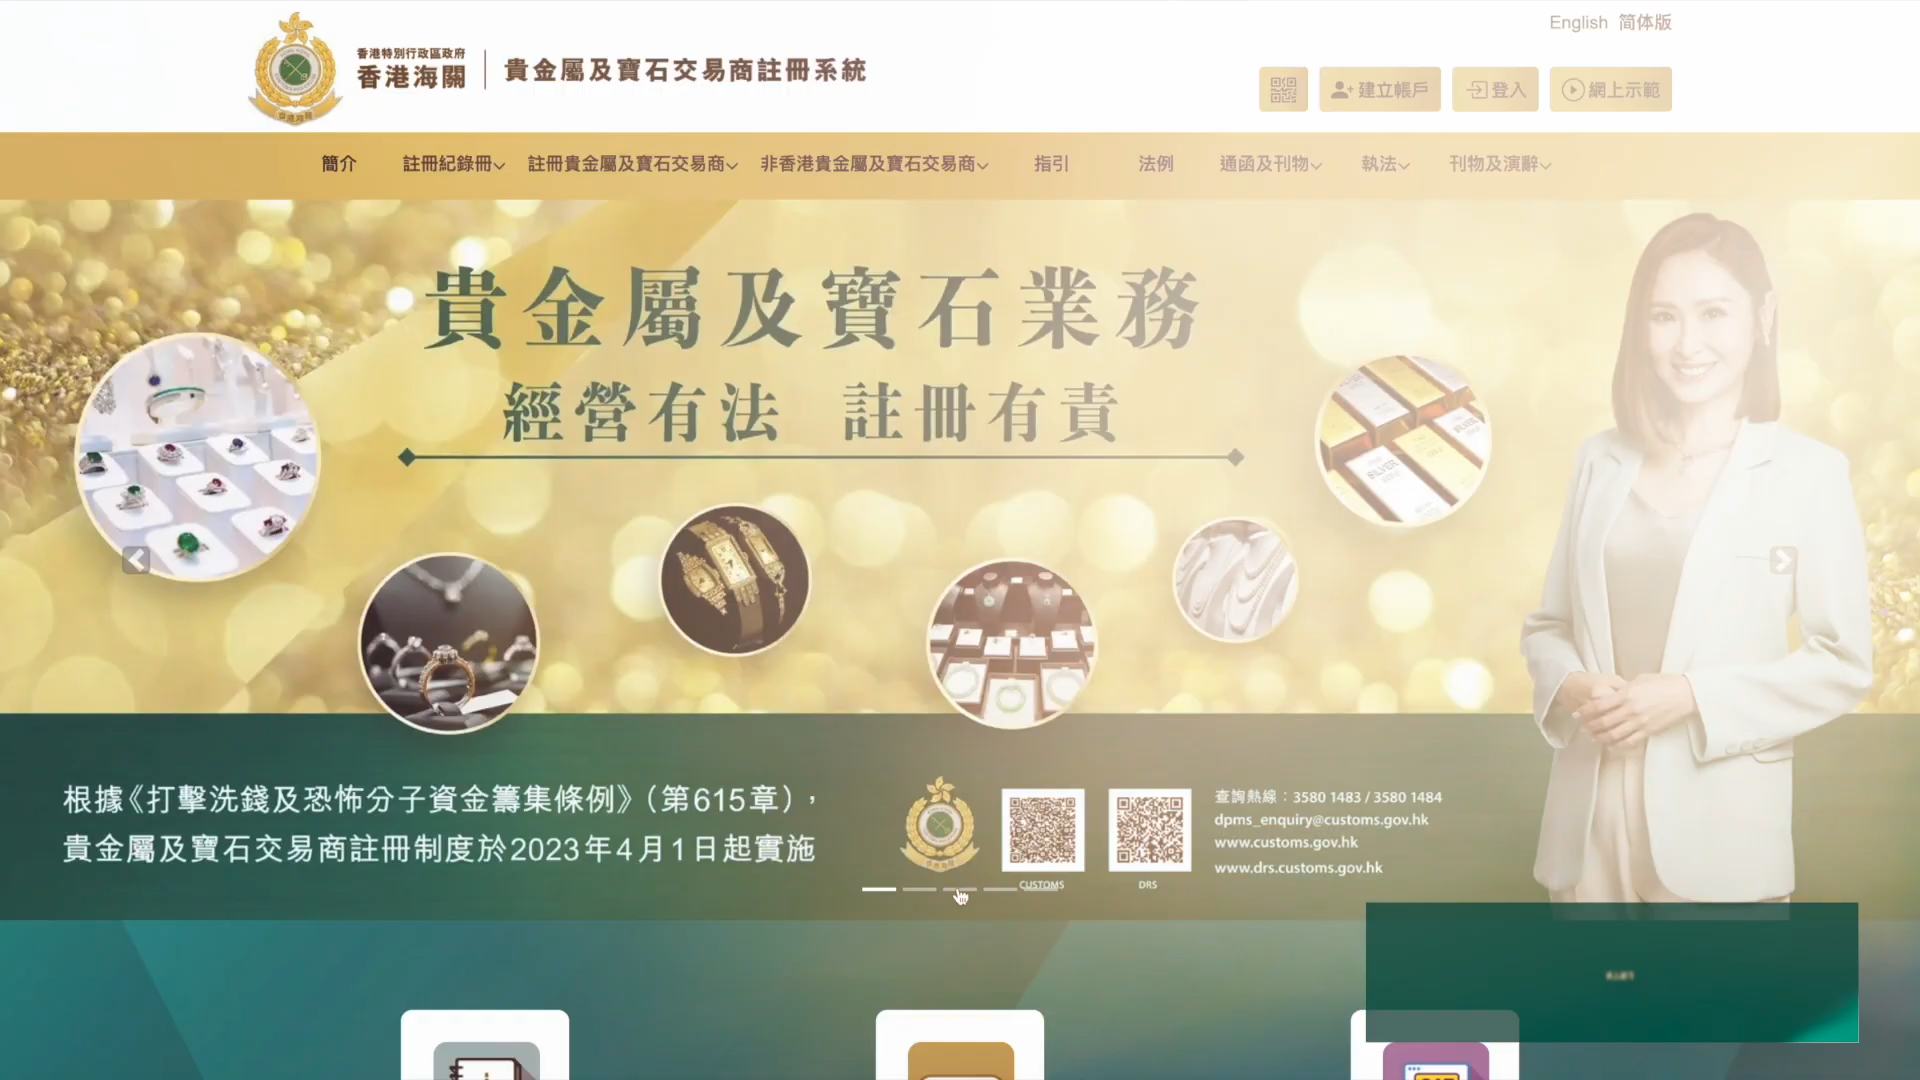 English 简体版
香港特別行政區政府
香港海關
貴金屬及寶石交易商註冊系統
建立帳戶
登入
網上示範
簡介
註冊紀錄冊
註冊貴金屬及寶石交易商
非香港貴金屬及寶石交易商
指引
法例
通函及刊物
執法
刊物及演辭
貴金屬及寶石業務
經營有法 註冊有責
SILVER
根據《打擊洗錢及恐怖分子資金籌集條例》（第615章），
貴金屬及寶石交易商註冊制度於2023年4月1日起實施
CUSTOMS
DRS
查詢熱線：3580 1483 / 3580 1484
dpms_enquiry@customs.gov.hk
www.customs.gov.hk
www.drs.customs.gov.hk